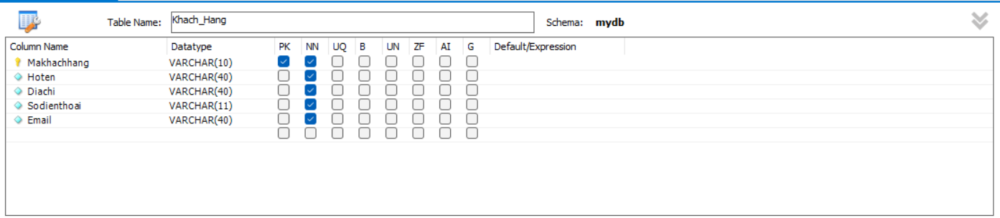 Table Name: Khach_Hang Schema: mydb
Column Name Datatype PK NN UQ B UN ZF AI G Default/Expression
Makhachhang VARCHAR(10)
Hoten VARCHAR(40)
Diachi VARCHAR(40)
Sodienthoai VARCHAR(11)
Email VARCHAR(40)